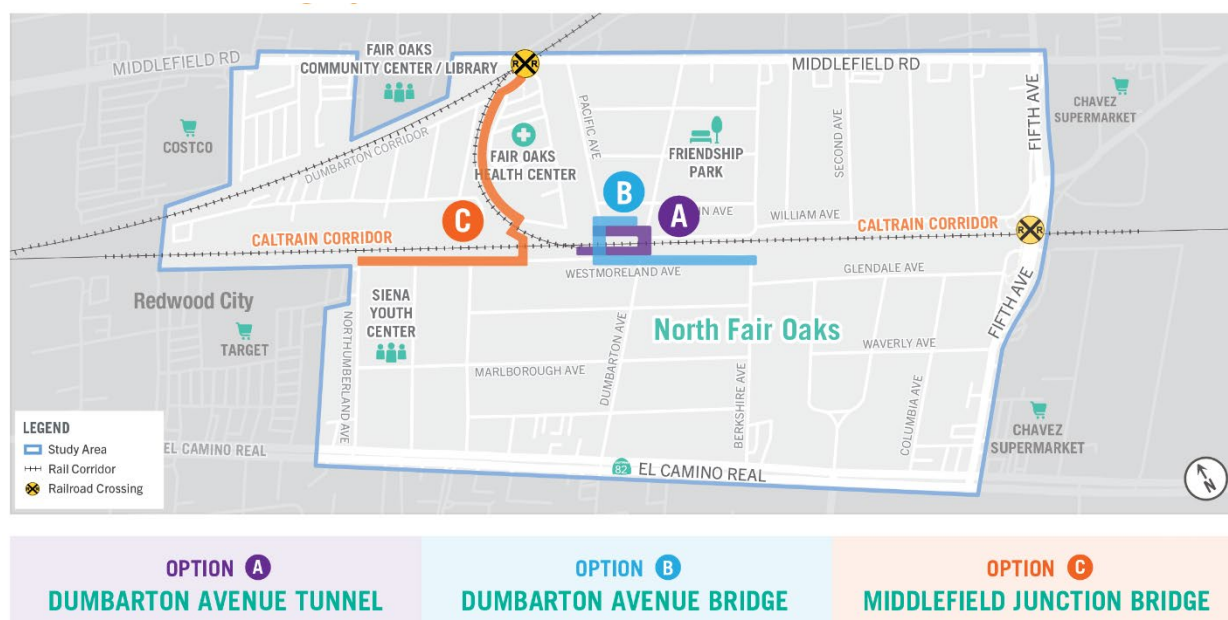 MIDDLEFIELD RD
FAIR OAKS
COMMUNITY CENTER / LIBRARY
R R
MIDDLEFIELD RD
FIFTH AVE
CHAVEZ
SUPERMARKET
COSTCO
DUMBARTON CORRIDOR
FAIR OAKS
HEALTH CENTER
PACIFIC AVE
FRIENDSHIP
PARK
SECOND AVE
B
A
C
IN AVE
WILLIAM AVE
CALTRAIN CORRIDOR
CALTRAIN CORRIDOR
R R
WESTMORELAND AVE
GLENDALE AVE
Redwood City
TARGET
SIENA
YOUTH
CENTER
NORTHUMBERLAND AVE
North Fair Oaks
FIFTH AVE
WAVERLY AVE
MARLBOROUGH AVE
DUMBARTON AVE
BERKSHIRE AVE
COLUMBIA AVE
CHAVEZ
SUPERMARKET
LEGEND
Study Area
Rail Corridor
Railroad Crossing
EL CAMINO REAL
82 EL CAMINO REAL
N
OPTION A
DUMBARTON AVENUE TUNNEL
OPTION B
DUMBARTON AVENUE BRIDGE
OPTION C
MIDDLEFIELD JUNCTION BRIDGE